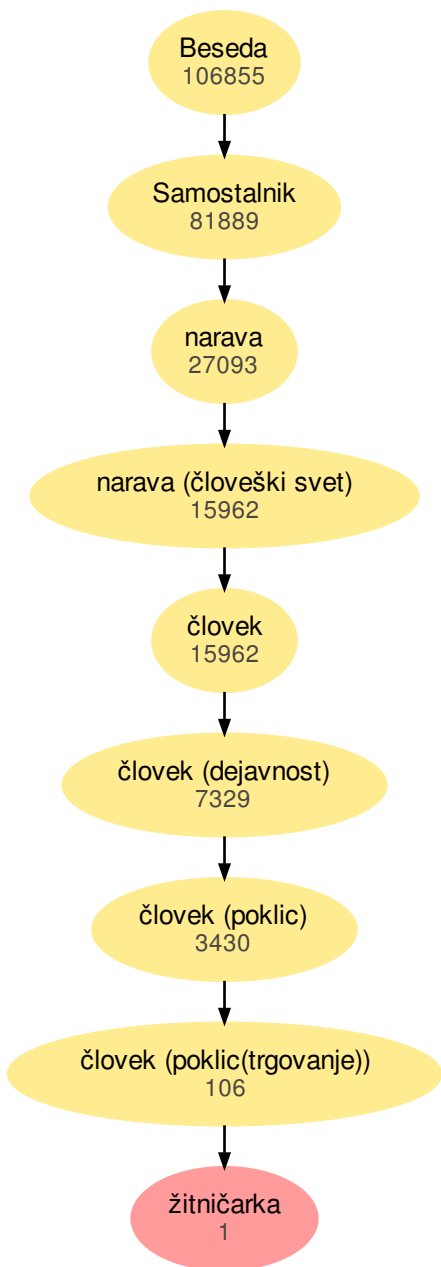 Beseda
106855
Samostalnik
81889
narava
27093
narava (človeški svet)
15962
človek
15962
človek (dejavnost)
7329
človek (poklic)
3430
človek (poklic(trgovanje))
106
žitničarka
1